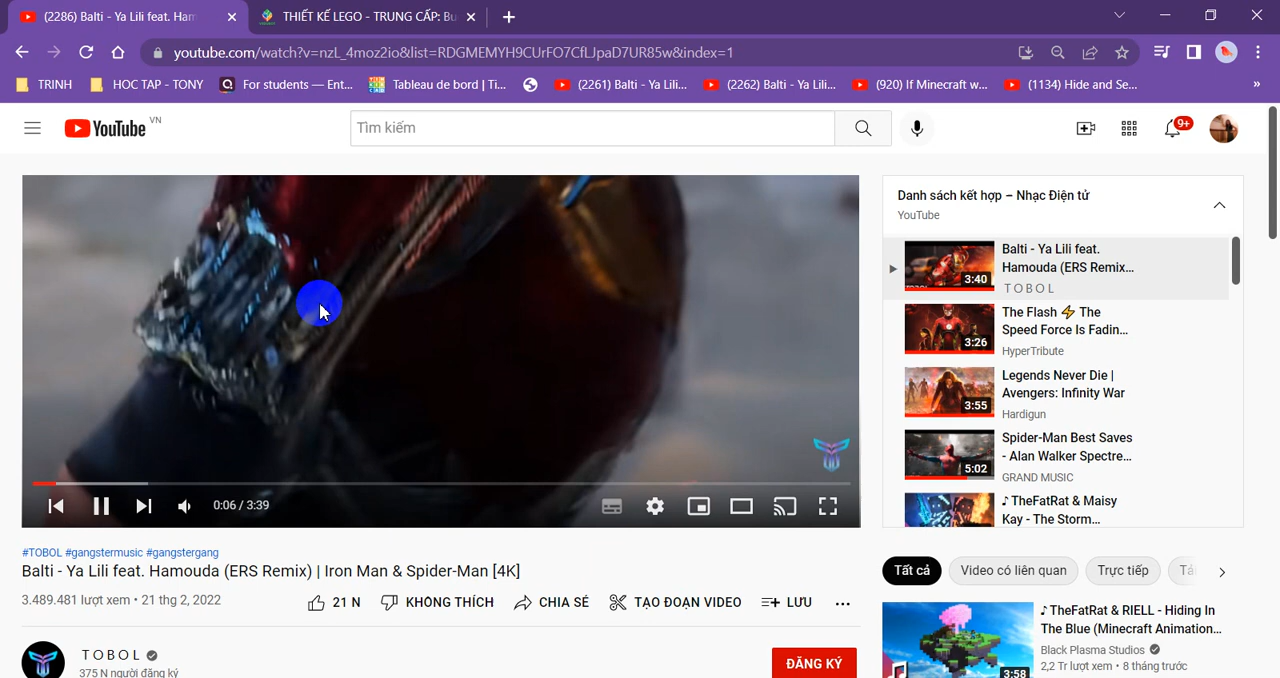 (2286) Balti - Ya Lili feat. Ham
THIẾT KẾ LEGO - TRUNG CẤP: Bu
youtube.com/watch?v=nzL_4moz2io&list=RDGMEMYH9CUrFO7CfLJpaD7UR85w&index=1
TRINH
HOC TAP - TONY
For students — Ent...
Tableau de bord | Ti...
(2261) Balti - Ya Lili...
(2262) Balti - Ya Lili...
(920) If Minecraft w...
(1134) Hide and Se...
»
YouTube VN
Tìm kiếm
9+
Danh sách kết hợp – Nhạc Điện tử
YouTube
Balti - Ya Lili feat.
Hamouda (ERS Remix...
T O B O L
3:40
The Flash ⚡ The
Speed Force Is Fadin...
HyperTribute
3:26
Legends Never Die |
Avengers: Infinity War
Hardigun
3:55
Spider-Man Best Saves
- Alan Walker Spectre...
GRAND MUSIC
5:02
♪ TheFatRat & Maisy
Kay - The Storm...
0:06 / 3:39
#TOBOL #gangstermusic #gangstergang
Balti - Ya Lili feat. Hamouda (ERS Remix) | Iron Man & Spider-Man [4K]
3.489.481 lượt xem • 21 thg 2, 2022
21 N
KHÔNG THÍCH
CHIA SẺ
TẠO ĐOẠN VIDEO
LƯU
T O B O L
375 N người đăng ký
ĐĂNG KÝ
Tất cả
Video có liên quan
Trực tiếp
♪ TheFatRat & RIELL - Hiding In
The Blue (Minecraft Animation...
Black Plasma Studios
2,2 Tr lượt xem • 8 tháng trước
3:58